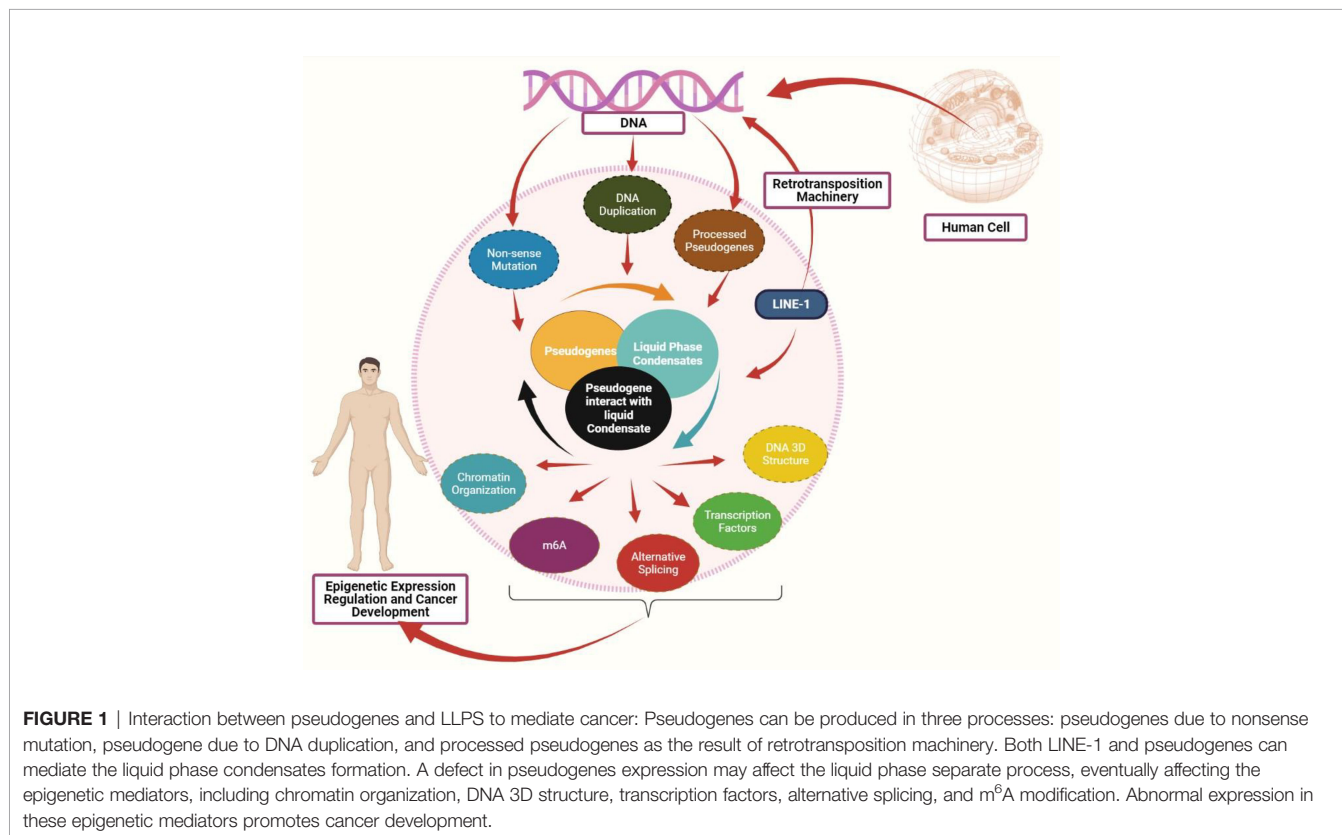 DNA
Retrotransposition
Machinery
Human Cell
DNA
Duplication
Processed
Pseudogenes
Non-sense
Mutation
LINE-1
Pseudogenes
Liquid Phase
Condensates
Pseudogene
interact with
liquid
Condensate
DNA 3D
Structure
Chromatin
Organization
Transcription
Factors
m6A
Alternative
Splicing
Epigenetic Expression
Regulation and Cancer
Development
FIGURE 1 | Interaction between pseudogenes and LLPS to mediate cancer: Pseudogenes can be produced in three processes: pseudogenes due to nonsense
mutation, pseudogene due to DNA duplication, and processed pseudogenes as the result of retrotransposition machinery. Both LINE-1 and pseudogenes can
mediate the liquid phase condensates formation. A defect in pseudogenes expression may affect the liquid phase separate process, eventually affecting the
epigenetic mediators, including chromatin organization, DNA 3D structure, transcription factors, alternative splicing, and m⁶A modification. Abnormal expression in
these epigenetic mediators promotes cancer development.